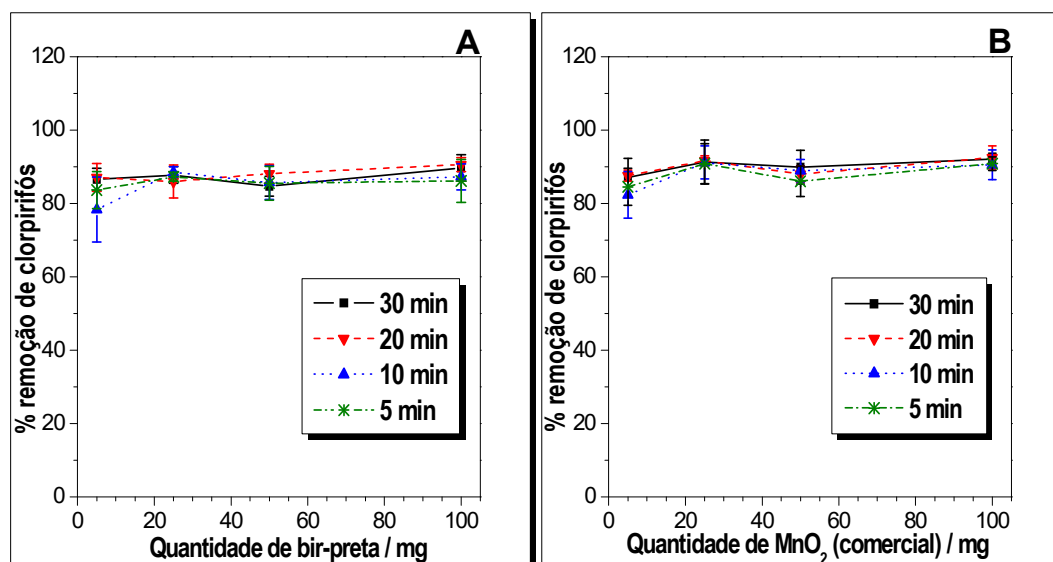 A
% remoção de clorpirifós
120
100
80
60
40
20
0
30 min
20 min
10 min
5 min
0 20 40 60 80 100
Quantidade de bir-preta / mg
B
% remoção de clorpirifós
120
100
80
60
40
20
0
30 min
20 min
10 min
5 min
0 20 40 60 80 100
Quantidade de MnO₂ (comercial) / mg